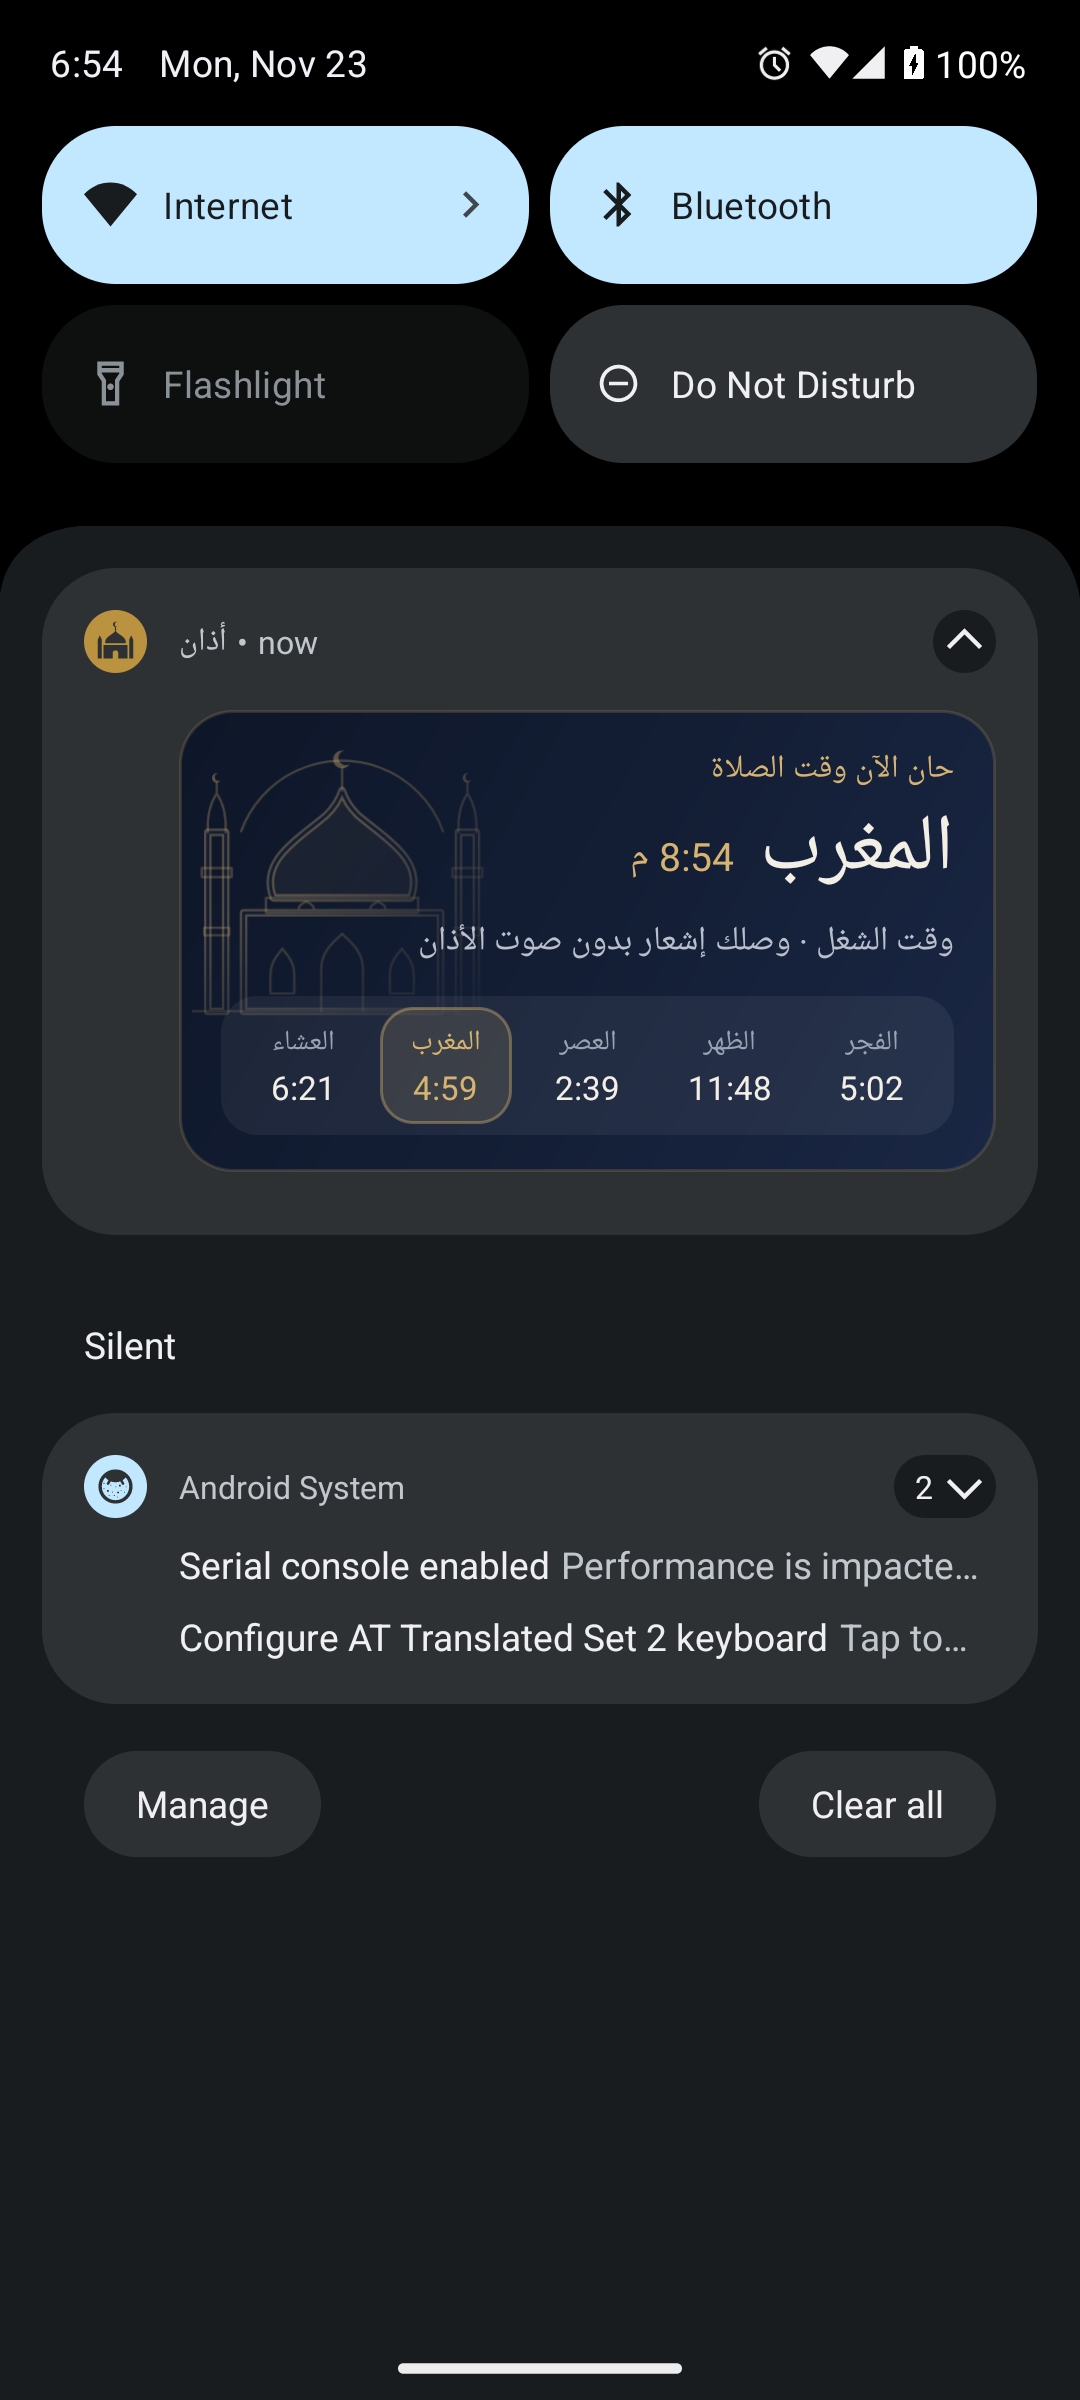 6:54 Mon, Nov 23 100%
Internet
Bluetooth
Flashlight
Do Not Disturb
أذان • now
حان الآن وقت الصلاة
المغرب 8:54 م
وقت الشغل · وصلك إشعار بدون صوت الأذان
الفجر الظهر العصر المغرب العشاء
5:02 11:48 2:39 4:59 6:21
Silent
Android System 2
Serial console enabled Performance is impacte…
Configure AT Translated Set 2 keyboard Tap to…
Manage
Clear all